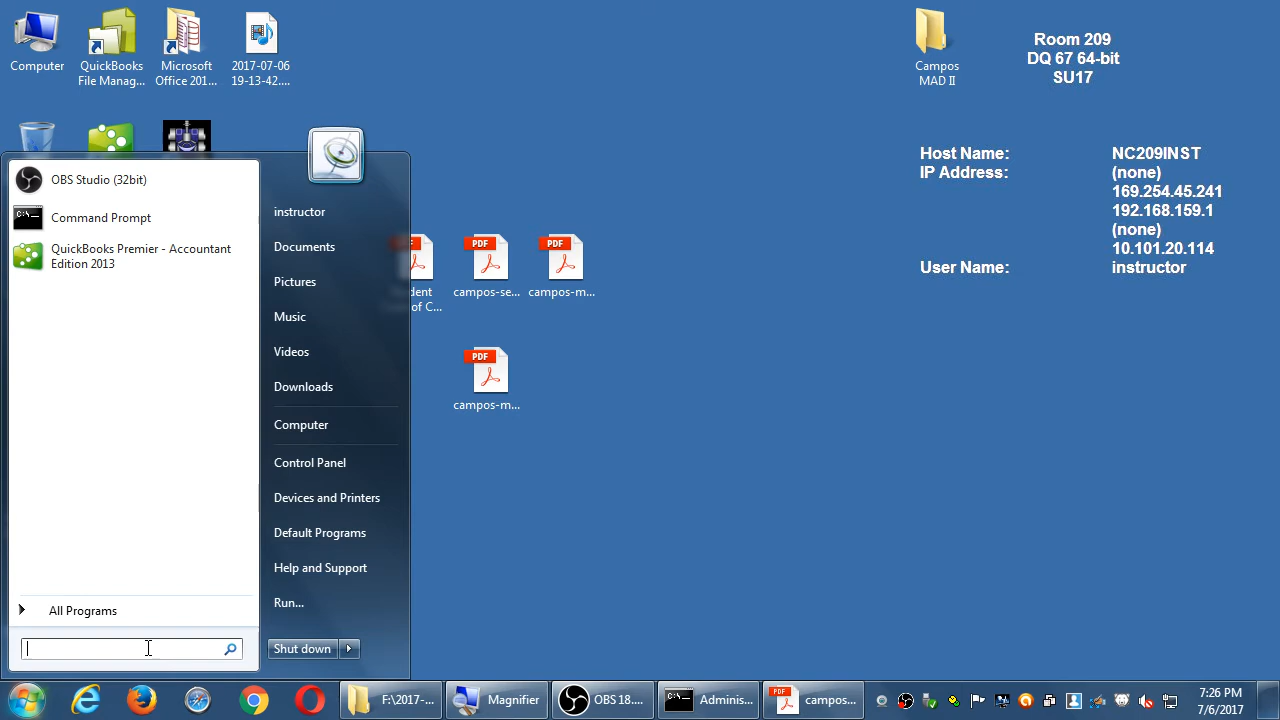 Computer
QuickBooks
File Manag...
Microsoft
Office 201...
2017-07-06
19-13-42....
Campos
MAD II
Room 209
DQ 67 64-bit
SU17
Host Name: NC209INST
IP Address: (none)
169.254.45.241
192.168.159.1
(none)
10.101.20.114
User Name: instructor
OBS Studio (32bit)
Command Prompt
QuickBooks Premier - Accountant
Edition 2013
All Programs
instructor
Documents
Pictures
Music
Videos
Downloads
Computer
Control Panel
Devices and Printers
Default Programs
Help and Support
Run...
Shut down
PDF
of C...
PDF
campos-se...
PDF
campos-m...
PDF
campos-m...
F:\2017-...
Magnifier
OBS 18....
C:\
Adminis...
PDF
campos...
7:26 PM
7/6/2017